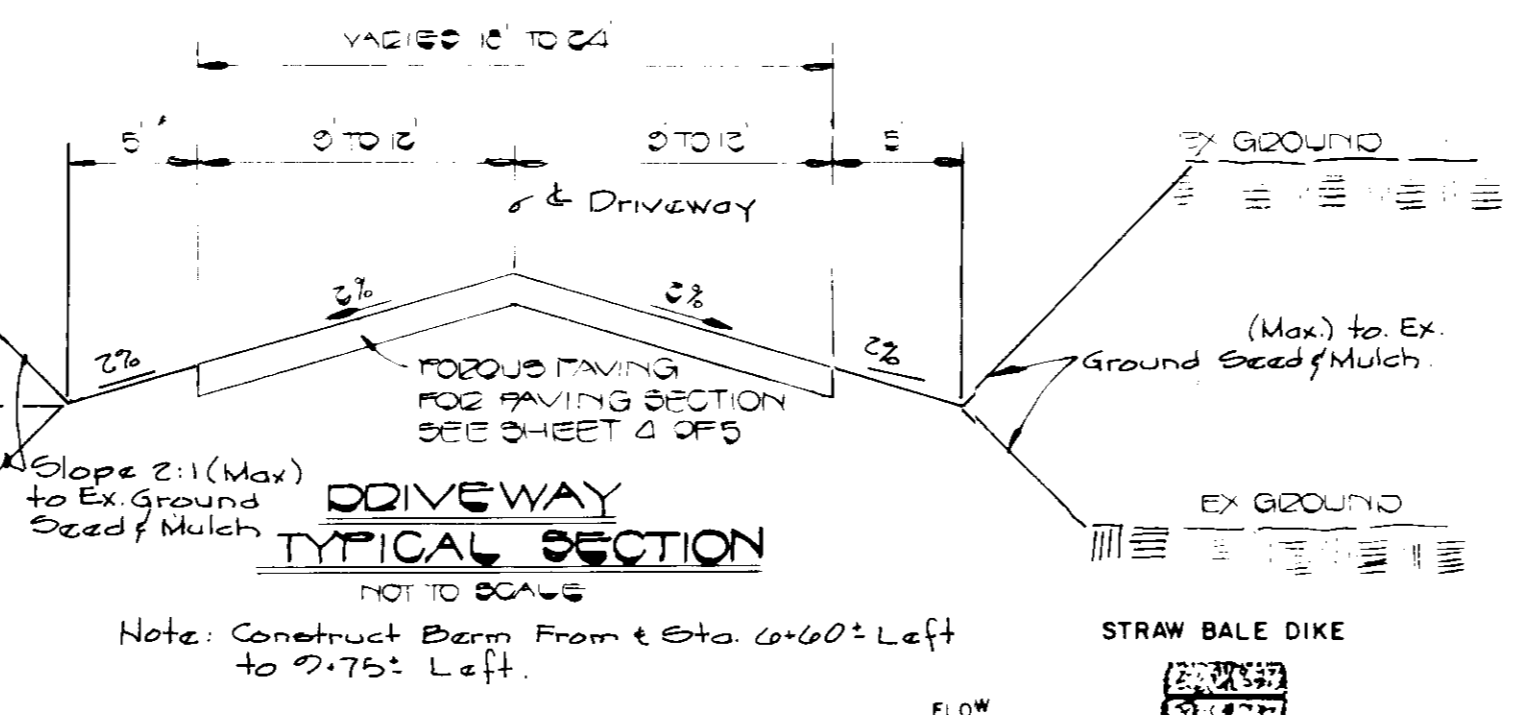 VARIES 18' TO 24'
5'
9' TO 12'
9' TO 12'
5'
EX GROUND
℄ Driveway
2%
2%
2%
2%
(Max.) to. Ex.
Ground Seed & Mulch.
POROUS PAVING
FOR PAVING SECTION
SEE SHEET 4 OF 5
Slope 2:1 (Max)
to Ex. Ground
Seed & Mulch
DRIVEWAY
TYPICAL SECTION
NOT TO SCALE
EX GROUND
Note: Construct Berm From ℄ Sta. 6+60± Left
to 9+75± Left.
STRAW BALE DIKE
FLOW